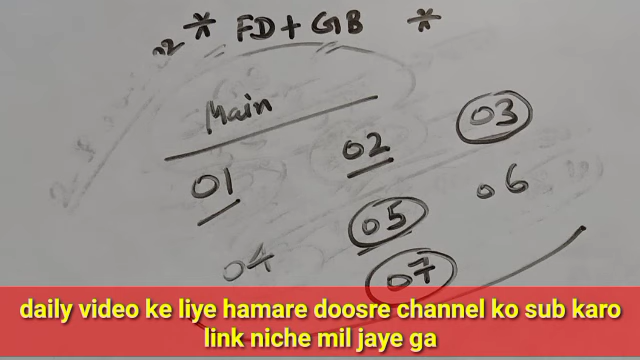 * FD + GB *
Main
01 02 03
04 05 06
07
daily video ke liye hamare doosre channel ko sub karo
link niche mil jaye ga